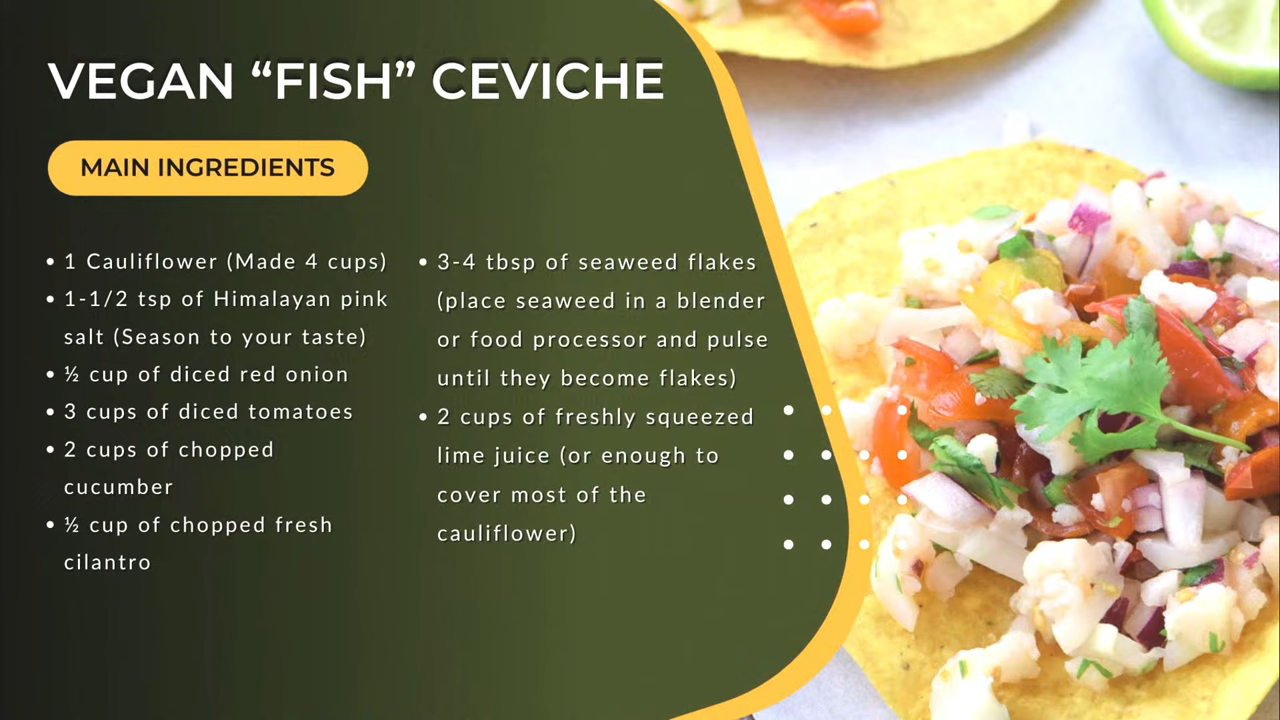 VEGAN “FISH” CEVICHE
MAIN INGREDIENTS
• 1 Cauliflower (Made 4 cups)
• 1-1/2 tsp of Himalayan pink
salt (Season to your taste)
• ½ cup of diced red onion
• 3 cups of diced tomatoes
• 2 cups of chopped
cucumber
• ½ cup of chopped fresh
cilantro
• 3-4 tbsp of seaweed flakes
(place seaweed in a blender
or food processor and pulse
until they become flakes)
• 2 cups of freshly squeezed
lime juice (or enough to
cover most of the
cauliflower)